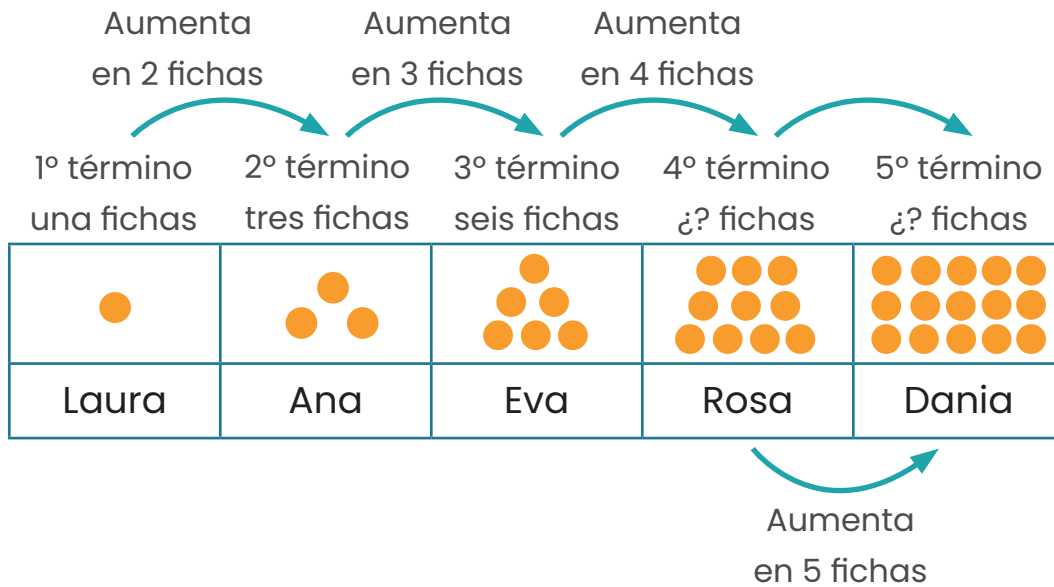 Aumenta
en 2 fichas
Aumenta
en 3 fichas
Aumenta
en 4 fichas
1º término
una fichas
2º término
tres fichas
3º término
seis fichas
4º término
¿? fichas
5º término
¿? fichas
Laura
Ana
Eva
Rosa
Dania
Aumenta
en 5 fichas